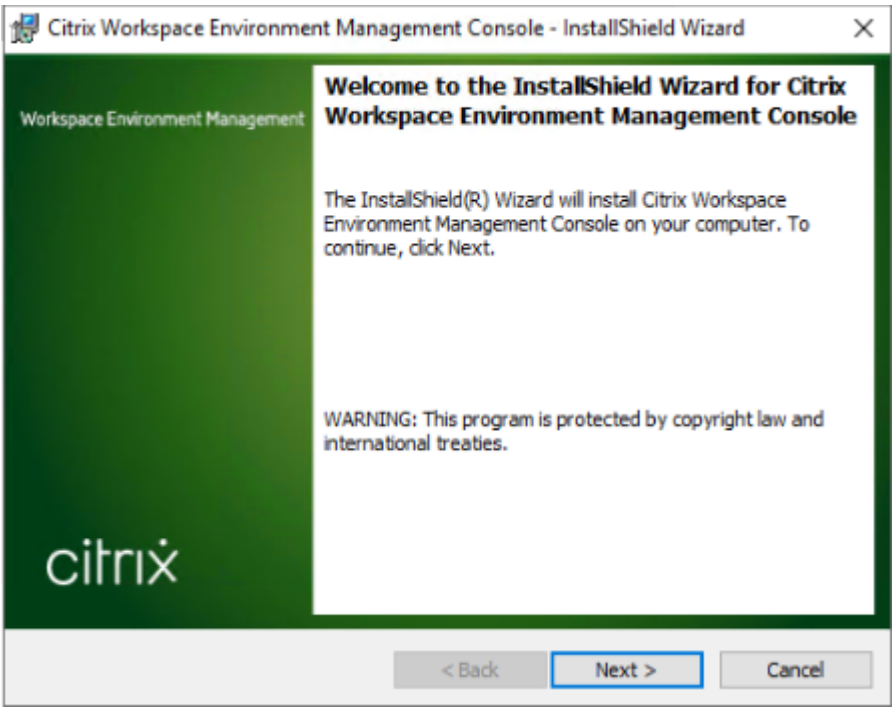 Citrix Workspace Environment Management Console - InstallShield Wizard
Workspace Environment Management
Welcome to the InstallShield Wizard for Citrix
Workspace Environment Management Console
The InstallShield(R) Wizard will install Citrix Workspace
Environment Management Console on your computer. To
continue, click Next.
WARNING: This program is protected by copyright law and
international treaties.
citrix
< Back
Next >
Cancel